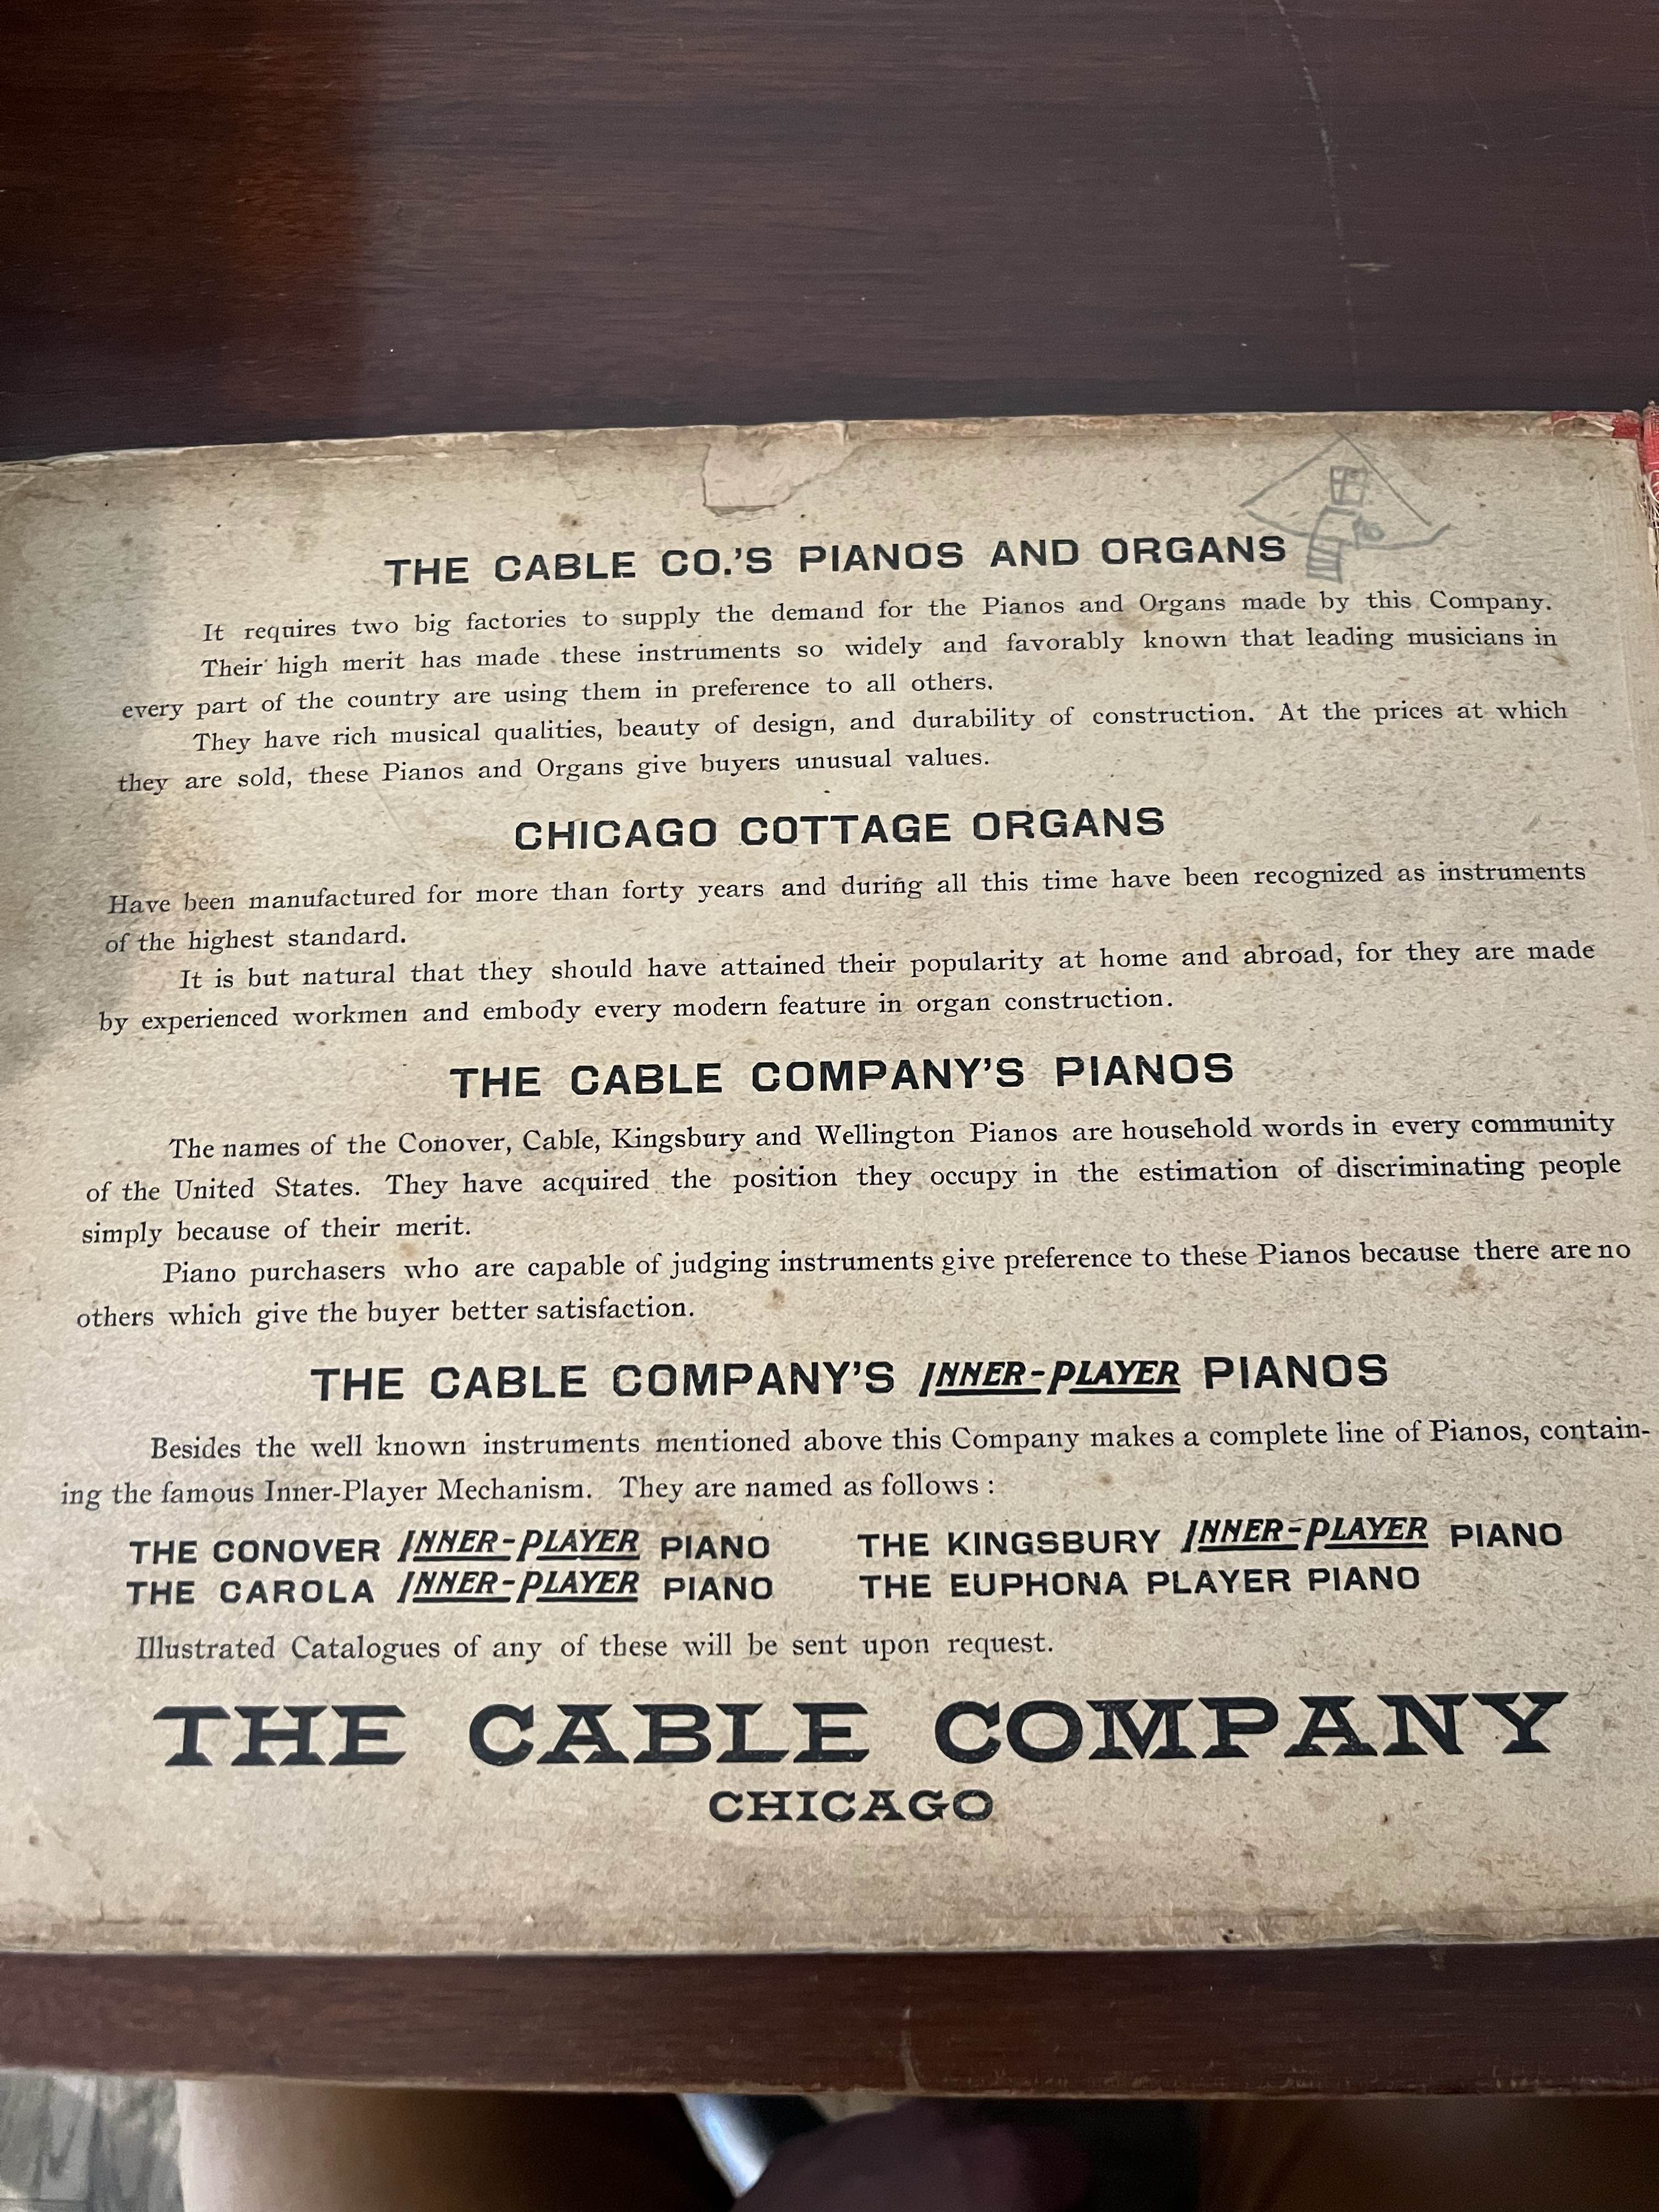 THE CABLE CO.'S PIANOS AND ORGANS
It requires two big factories to supply the demand for the Pianos and Organs made by this Company.
Their high merit has made these instruments so widely and favorably known that leading musicians in
every part of the country are using them in preference to all others.
They have rich musical qualities, beauty of design, and durability of construction. At the prices at which
they are sold, these Pianos and Organs give buyers unusual values.
CHICAGO COTTAGE ORGANS
Have been manufactured for more than forty years and during all this time have been recognized as instruments
of the highest standard.
It is but natural that they should have attained their popularity at home and abroad, for they are made
by experienced workmen and embody every modern feature in organ construction.
THE CABLE COMPANY'S PIANOS
The names of the Conover, Cable, Kingsbury and Wellington Pianos are household words in every community
of the United States. They have acquired the position they occupy in the estimation of discriminating people
simply because of their merit.
Piano purchasers who are capable of judging instruments give preference to these Pianos because there are no
others which give the buyer better satisfaction.
THE CABLE COMPANY'S INNER-PLAYER PIANOS
Besides the well known instruments mentioned above this Company makes a complete line of Pianos, contain-
ing the famous Inner-Player Mechanism. They are named as follows:
THE CONOVER INNER-PLAYER PIANO THE KINGSBURY INNER-PLAYER PIANO
THE CAROLA INNER-PLAYER PIANO THE EUPHONA PLAYER PIANO
Illustrated Catalogues of any of these will be sent upon request.
THE CABLE COMPANY
CHICAGO